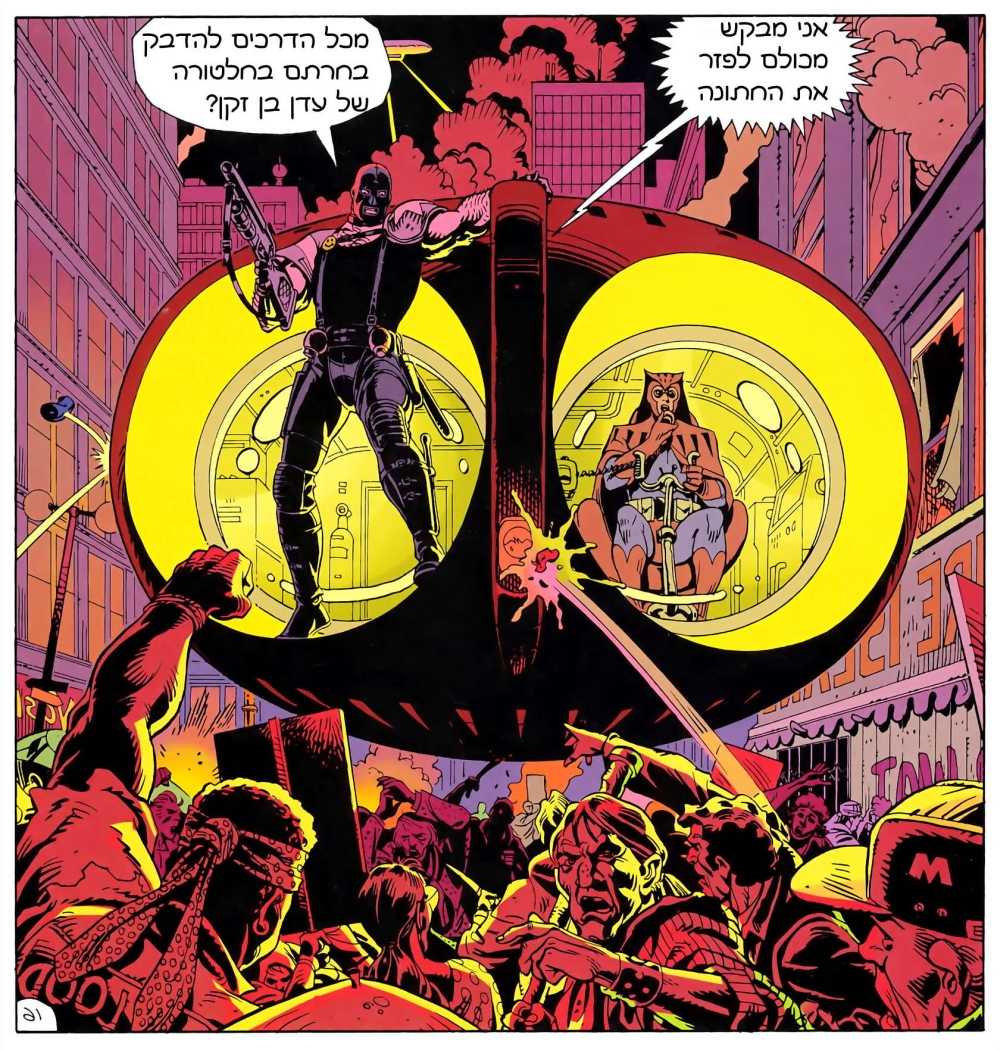 אני מבקש
מכולם לפזר
את החתונה
מכל הדרכים להדבק
בחרתם בחלטורה
של עדן בן זקן?
M